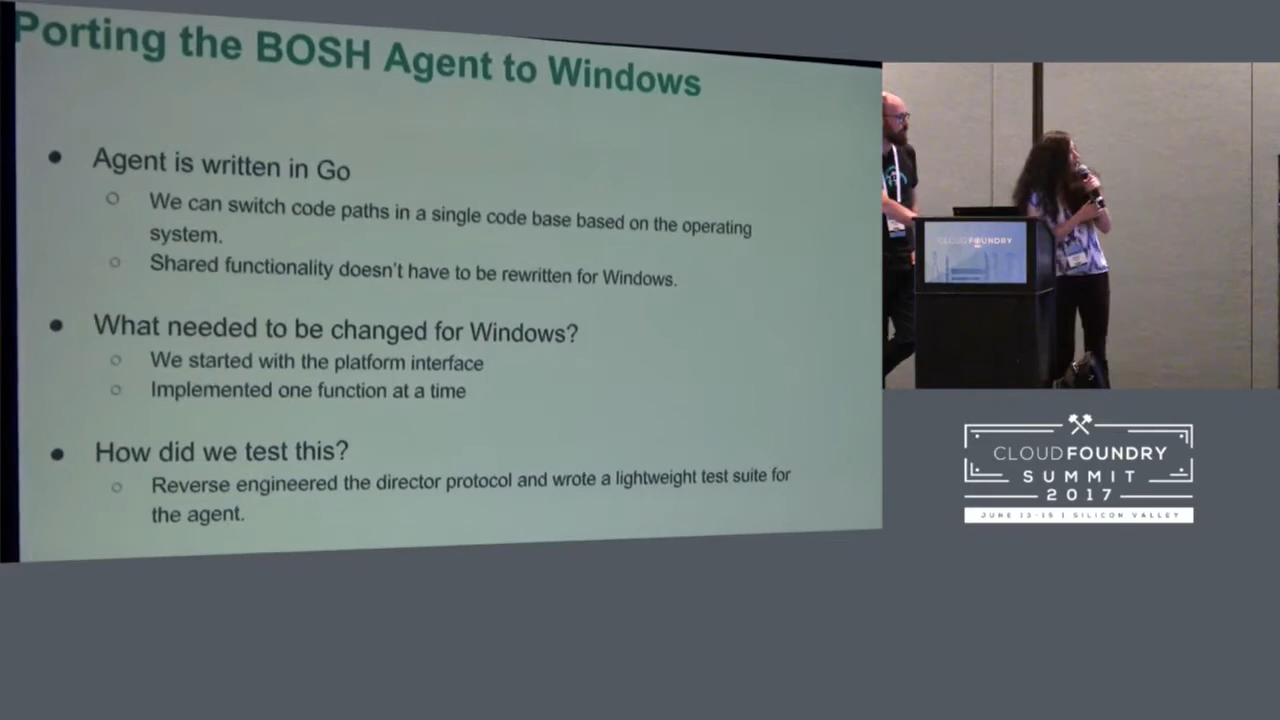 Porting the BOSH Agent to Windows
Agent is written in Go
We can switch code paths in a single code base based on the operating
system.
Shared functionality doesn't have to be rewritten for Windows.
What needed to be changed for Windows?
We started with the platform interface
Implemented one function at a time
How did we test this?
Reverse engineered the director protocol and wrote a lightweight test suite for
the agent.
CLOUD FOUNDRY
CLOUD FOUNDRY
SUMMIT
2017
JUNE 13-15 | SILICON VALLEY